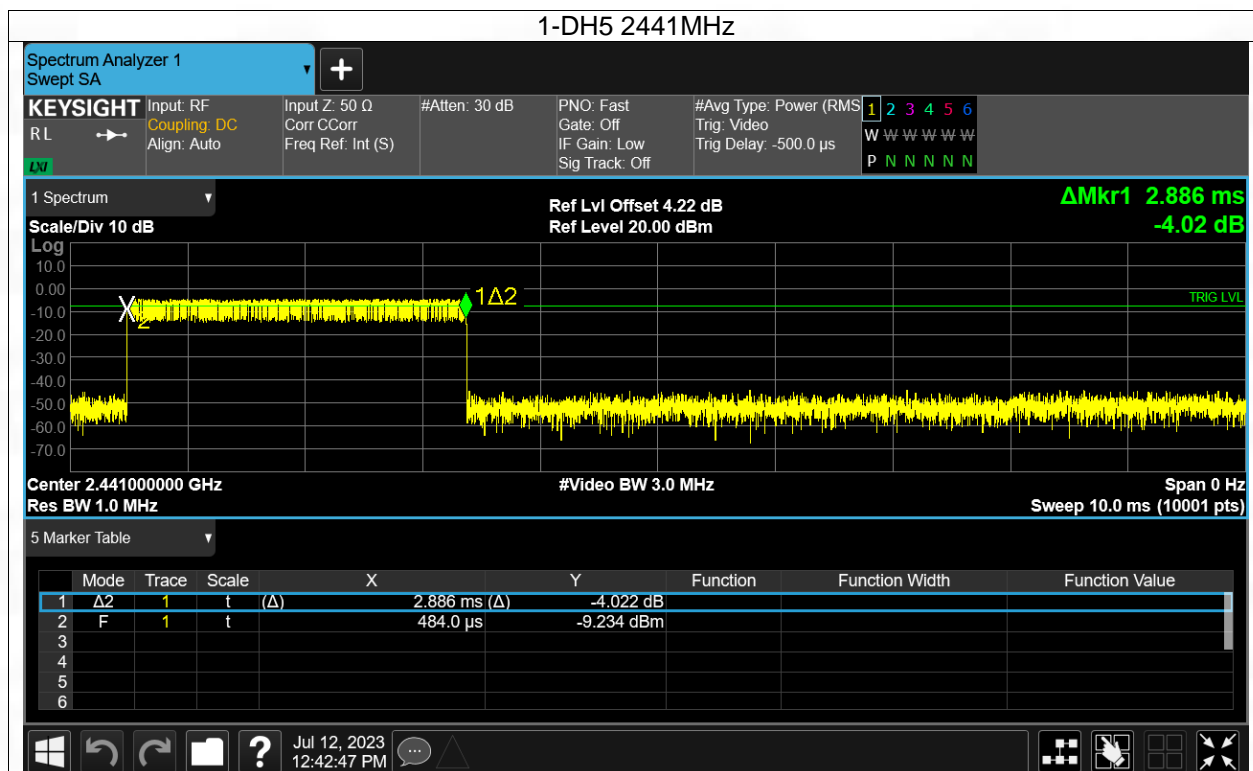 1-DH5 2441MHz
Spectrum Analyzer 1
Swept SA
KEYSIGHT
R L
LXI
Input: RF
Coupling: DC
Align: Auto
Input Z: 50 Ω
Corr CCorr
Freq Ref: Int (S)
#Atten: 30 dB
PNO: Fast
Gate: Off
IF Gain: Low
Sig Track: Off
#Avg Type: Power (RMS
Trig: Video
Trig Delay: -500.0 µs
1 2 3 4 5 6
W W W W W W
P N N N N N
1 Spectrum
Scale/Div 10 dB
Ref Lvl Offset 4.22 dB
Ref Level 20.00 dBm
ΔMkr1 2.886 ms
-4.02 dB
Log
10.0
0.00
-10.0
-20.0
-30.0
-40.0
-50.0
-60.0
-70.0
2
1Δ2
TRIG LVL
Center 2.441000000 GHz
#Video BW 3.0 MHz
Span 0 Hz
Res BW 1.0 MHz
Sweep 10.0 ms (10001 pts)
5 Marker Table
Mode Trace Scale X Y Function Function Width Function Value
1 Δ2 1 t (Δ) 2.886 ms (Δ) -4.022 dB
2 F 1 t 484.0 µs -9.234 dBm
3
4
5
6
?
Jul 12, 2023
12:42:47 PM